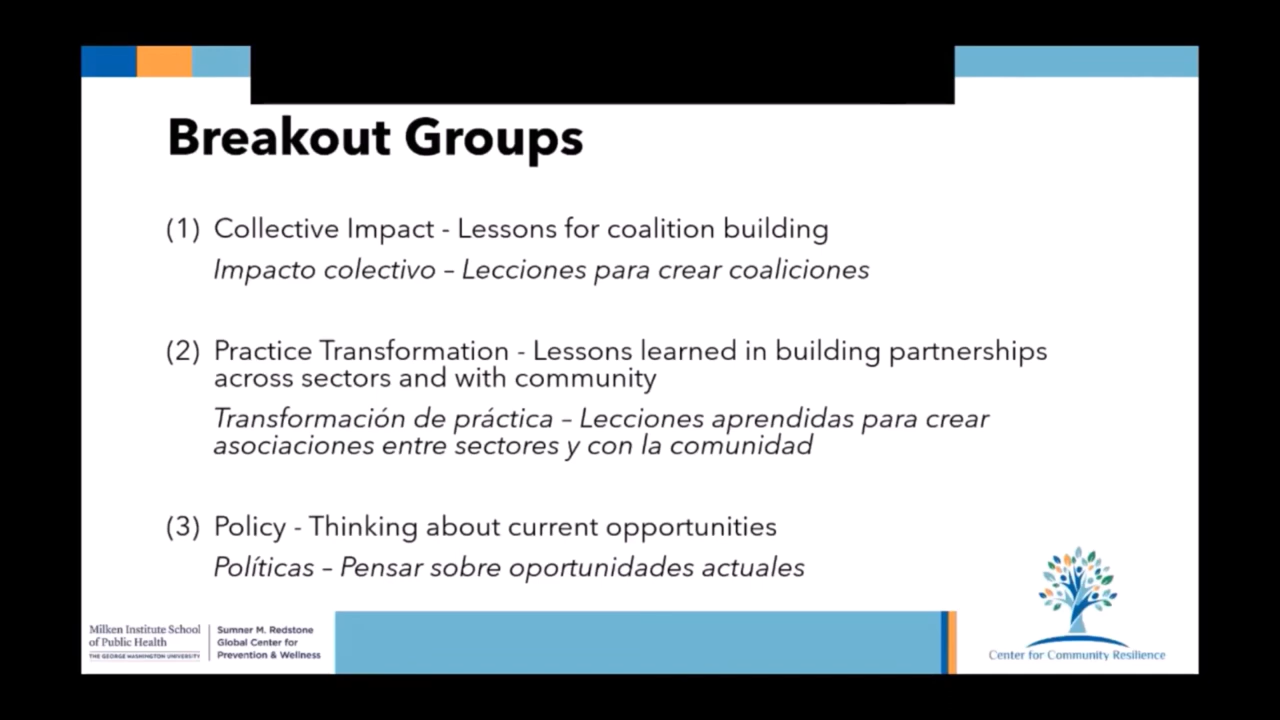 Breakout Groups
(1) Collective Impact - Lessons for coalition building
Impacto colectivo – Lecciones para crear coaliciones
(2) Practice Transformation - Lessons learned in building partnerships
across sectors and with community
Transformación de práctica – Lecciones aprendidas para crear
asociaciones entre sectores y con la comunidad
(3) Policy - Thinking about current opportunities
Políticas – Pensar sobre oportunidades actuales
Milken Institute School
of Public Health
THE GEORGE WASHINGTON UNIVERSITY
Sumner M. Redstone
Global Center for
Prevention & Wellness
Center for Community Resilience